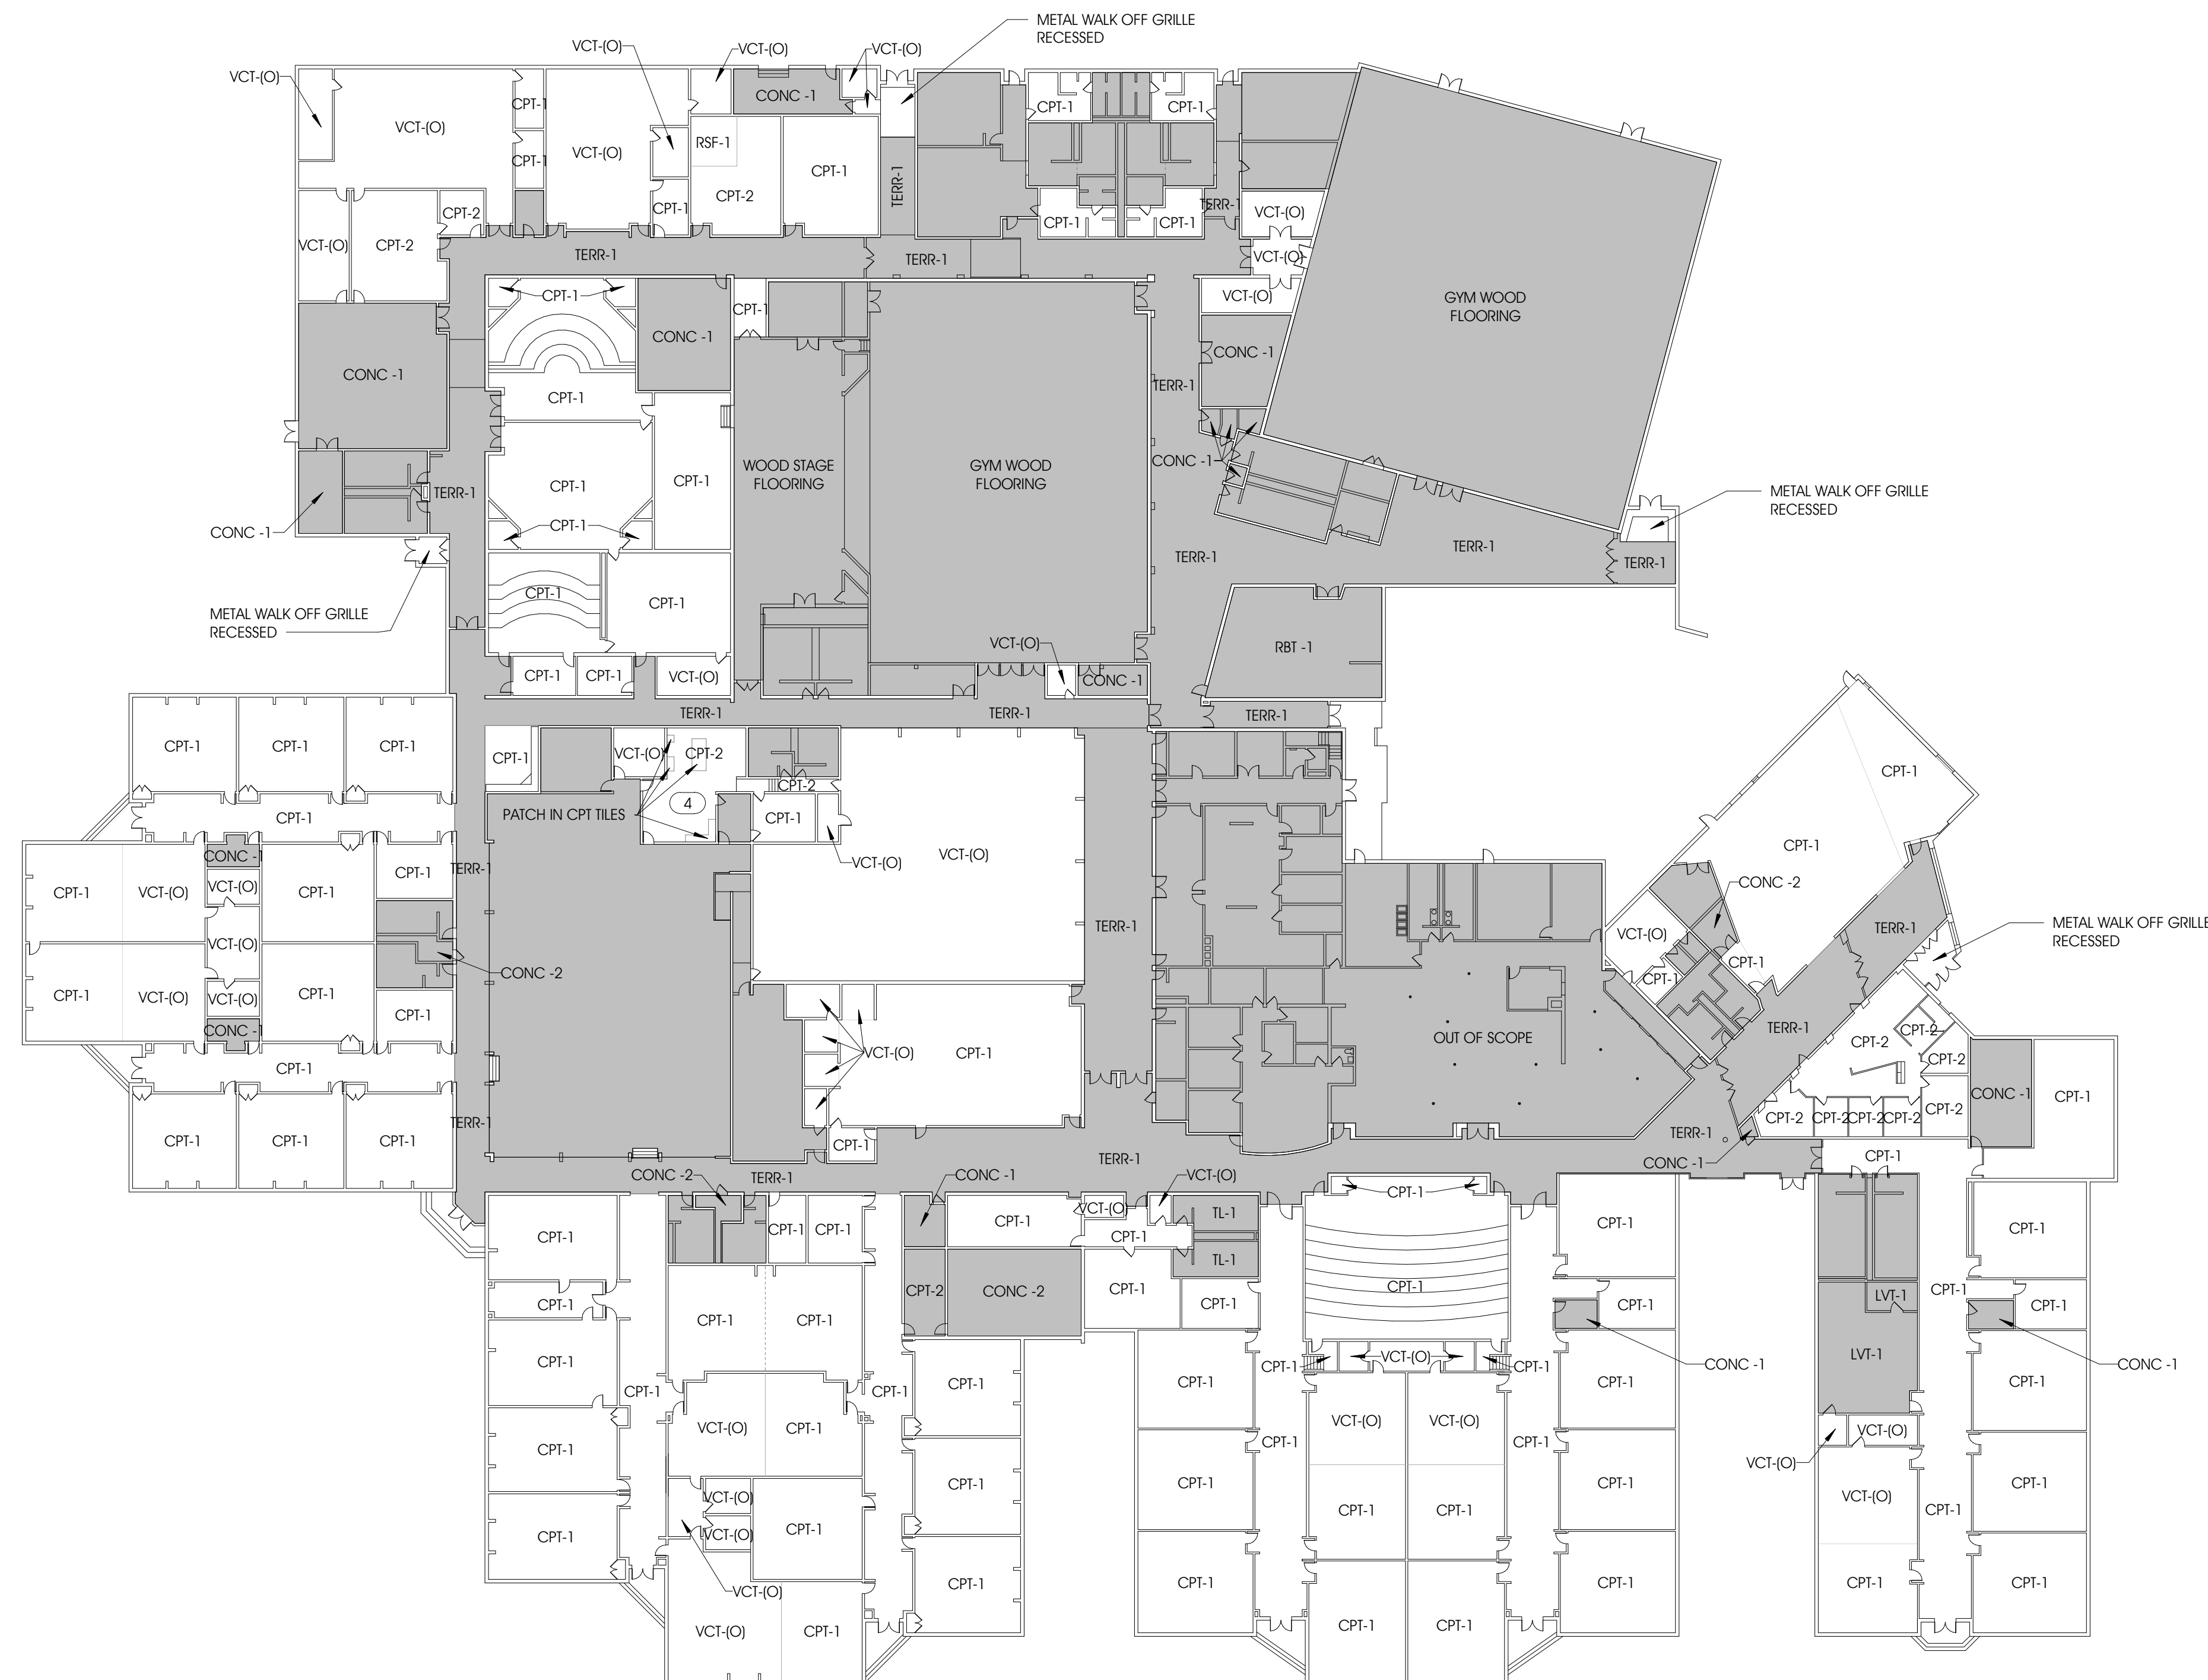 METAL WALK OFF GRILLE
RECESSED
VCT-(O)
VCT-(O)
VCT-(O)
VCT-(O)
CONC -1
CPT-1
CPT-1
CPT-1
VCT-(O)
RSF-1
VCT-(O)
CPT-1
CPT-1
TERR-1
CPT-2
CPT-1
CPT-2
TERR-1
VCT-(O)
CPT-1
CPT-1
VCT-(O)
CPT-2
TERR-1
TERR-1
VCT-(O)
CPT-1
VCT-(O)
GYM WOOD
FLOORING
CPT-1
CONC -1
CONC -1
CONC -1
TERR-1
CPT-1
WOOD STAGE
FLOORING
GYM WOOD
FLOORING
CONC -1
CPT-1
CPT-1
TERR-1
METAL WALK OFF GRILLE
RECESSED
CPT-1
CONC -1
TERR-1
TERR-1
TERR-1
CPT-1
CPT-1
METAL WALK OFF GRILLE
RECESSED
VCT-(O)
RBT -1
CPT-1
CPT-1
VCT-(O)
CONC -1
TERR-1
TERR-1
TERR-1
CPT-1
CPT-1
CPT-1
CPT-1
VCT-(O)
CPT-2
CPT-1
CPT-2
4
PATCH IN CPT TILES
CPT-1
CPT-1
CPT-1
VCT-(O)
VCT-(O)
CONC -1
TERR-1
CPT-1
CONC -2
CPT-1
VCT-(O)
VCT-(O)
CPT-1
METAL WALK OFF GRILLE
RECESSED
TERR-1
TERR-1
VCT-(O)
VCT-(O)
CPT-1
CPT-1
CONC -2
CPT-1
VCT-(O)
VCT-(O)
CPT-1
CPT-1
CONC -1
TERR-1
CPT-2
OUT OF SCOPE
CPT-2
VCT-(O)
CPT-1
CPT-2
CPT-1
CONC -1
CPT-1
CPT-2
CPT-2
CPT-2
CPT-2
CPT-2
TERR-1
TERR-1
CPT-1
CPT-1
CPT-1
CPT-1
TERR-1
CPT-1
CONC -1
CONC -2
TERR-1
CONC -1
VCT-(O)
CPT-1
VCT-(O)
TL-1
CPT-1
CPT-1
CPT-1
CPT-1
CPT-1
CPT-1
CPT-1
TL-1
CPT-1
CPT-2
CONC -2
CPT-1
CPT-1
CPT-1
CPT-1
LVT-1
CPT-1
CPT-1
CPT-1
CPT-1
CPT-1
LVT-1
VCT-(O)
CPT-1
CPT-1
CONC -1
CONC -1
CPT-1
CPT-1
CPT-1
CPT-1
CPT-1
CPT-1
CPT-1
VCT-(O)
CPT-1
VCT-(O)
VCT-(O)
VCT-(O)
CPT-1
CPT-1
CPT-1
VCT-(O)
CPT-1
CPT-1
CPT-1
CPT-1
VCT-(O)
VCT-(O)
CPT-1
CPT-1
CPT-1
CPT-1
CPT-1
VCT-(O)
CPT-1
CPT-1
CPT-1
CPT-1
CPT-1
CPT-1
CPT-1
VCT-(O)
VCT-(O)
CPT-1
CPT-1
CPT-1